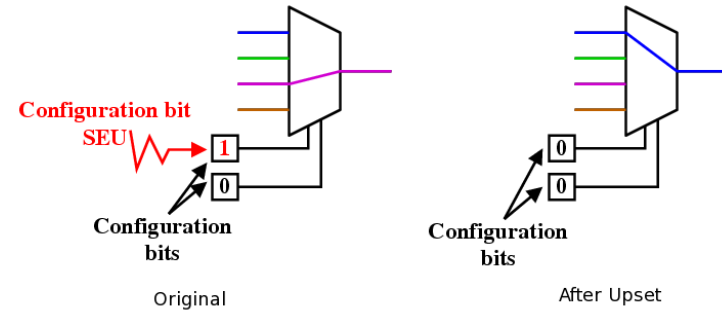 Configuration bit
SEU
1
0
Configuration
bits
Original
0
0
Configuration
bits
After Upset